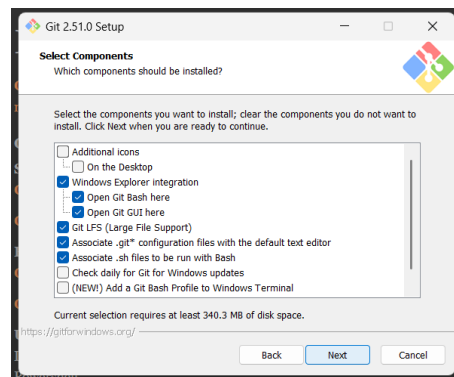 Git 2.51.0 Setup
Select Components
Which components should be installed?
Select the components you want to install; clear the components you do not want to
install. Click Next when you are ready to continue.
Additional icons
On the Desktop
Windows Explorer integration
Open Git Bash here
Open Git GUI here
Git LFS (Large File Support)
Associate .git* configuration files with the default text editor
Associate .sh files to be run with Bash
Check daily for Git for Windows updates
(NEW!) Add a Git Bash Profile to Windows Terminal
Current selection requires at least 340.3 MB of disk space.
https://gitforwindows.org/
Back
Next
Cancel